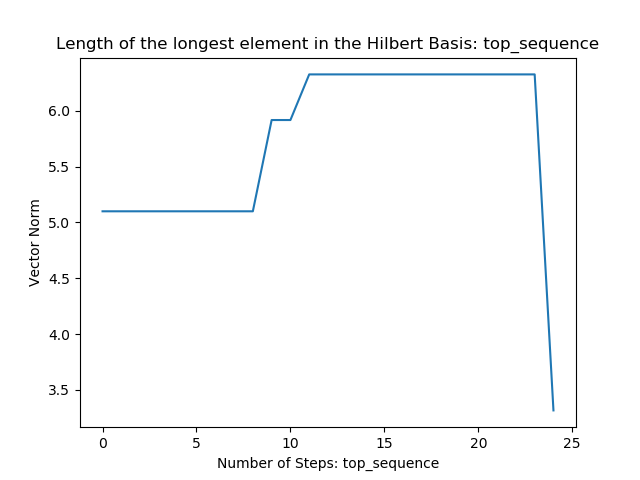 Length of the longest element in the Hilbert Basis: top_sequence
Vector Norm
6.0
5.5
5.0
4.5
4.0
3.5
0 5 10 15 20 25
Number of Steps: top_sequence